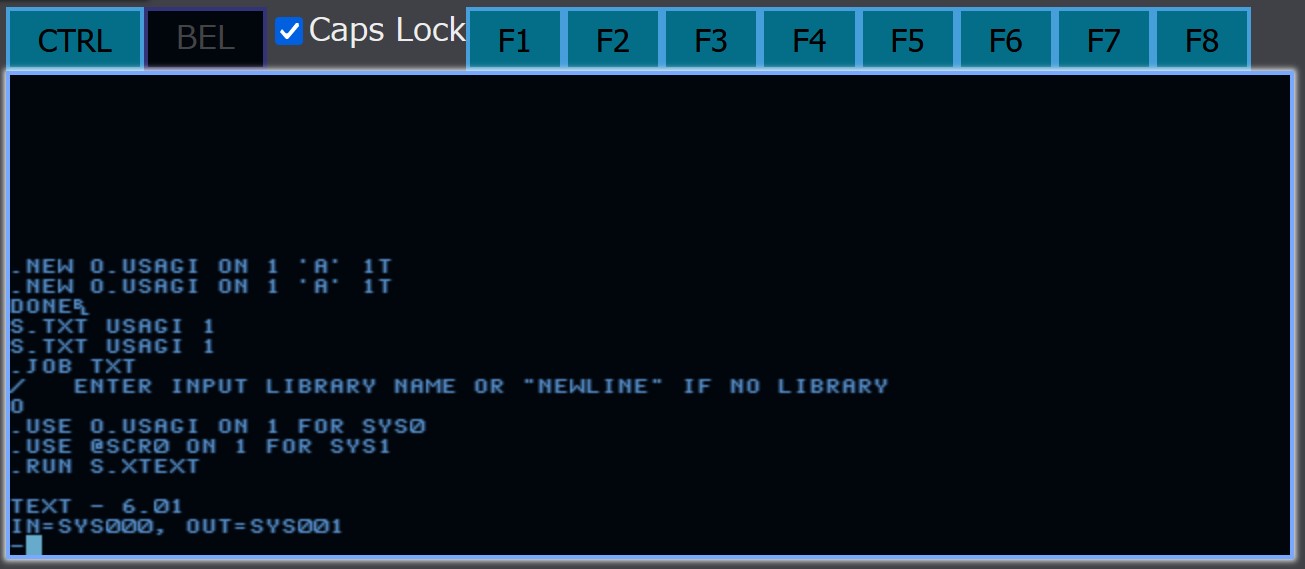 CTRL BEL Caps Lock F1 F2 F3 F4 F5 F6 F7 F8
.NEW O.USAGI ON 1 'A' 1T
.NEW O.USAGI ON 1 'A' 1T
DONE␇
S.TXT USAGI 1
S.TXT USAGI 1
.JOB TXT
/   ENTER INPUT LIBRARY NAME OR "NEWLINE" IF NO LIBRARY
O
.USE O.USAGI ON 1 FOR SYS0
.USE @SCR0 ON 1 FOR SYS1
.RUN S.XTEXT
TEXT - 6.01
IN=SYS000, OUT=SYS001
-